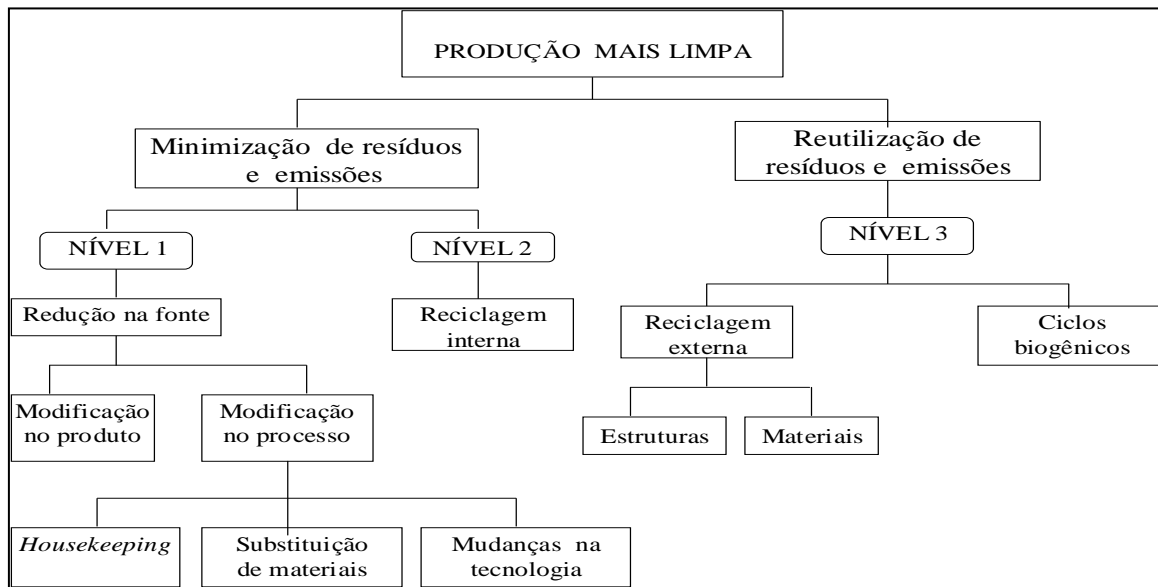 PRODUÇÃO MAIS LIMPA
Minimização de resíduos
e emissões
Reutilização de
resíduos e emissões
NÍVEL 1
NÍVEL 2
NÍVEL 3
Redução na fonte
Reciclagem
interna
Reciclagem
externa
Ciclos
biogênicos
Modificação
no produto
Modificação
no processo
Estruturas
Materiais
Housekeeping
Substituição
de materiais
Mudanças na
tecnologia